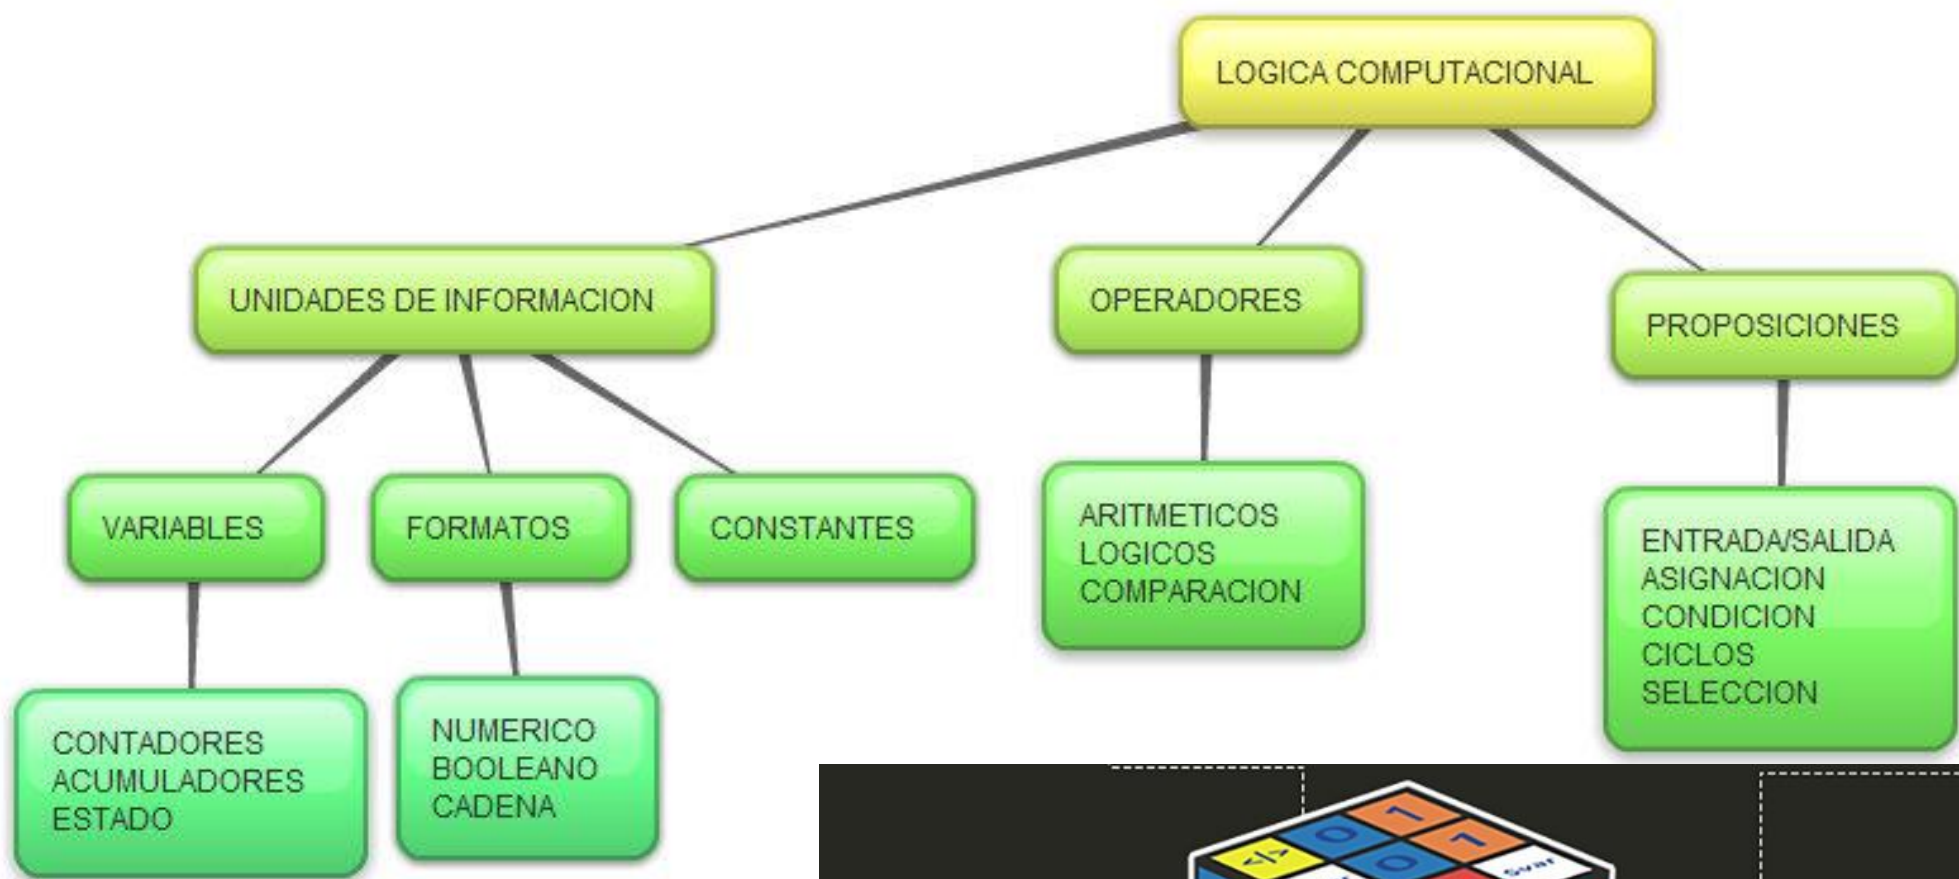 LOGICA COMPUTACIONAL
UNIDADES DE INFORMACION
OPERADORES
PROPOSICIONES
VARIABLES
FORMATOS
CONSTANTES
ARITMETICOS
LOGICOS
COMPARACION
ENTRADA/SALIDA
ASIGNACION
CONDICION
CICLOS
SELECCION
CONTADORES
ACUMULADORES
ESTADO
NUMERICO
BOOLEANO
CADENA